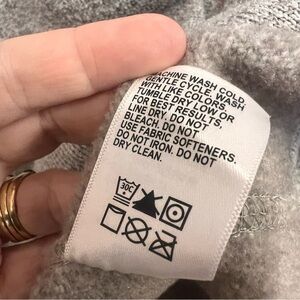 MACHINE WASH COLD,
GENTLE CYCLE. WASH
WITH LIKE COLORS.
TUMBLE DRY LOW OR
FOR BEST RESULTS,
LINE DRY. DO NOT
BLEACH. DO NOT
USE FABRIC SOFTENERS.
DO NOT IRON. DO NOT
DRY CLEAN.
30C